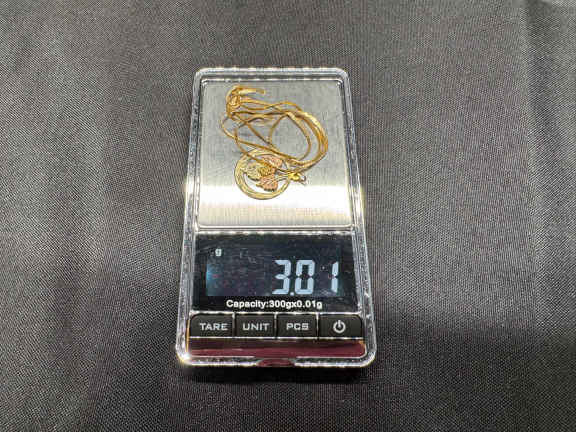 g
3.01
Capacity:300gx0.01g
TARE UNIT PCS